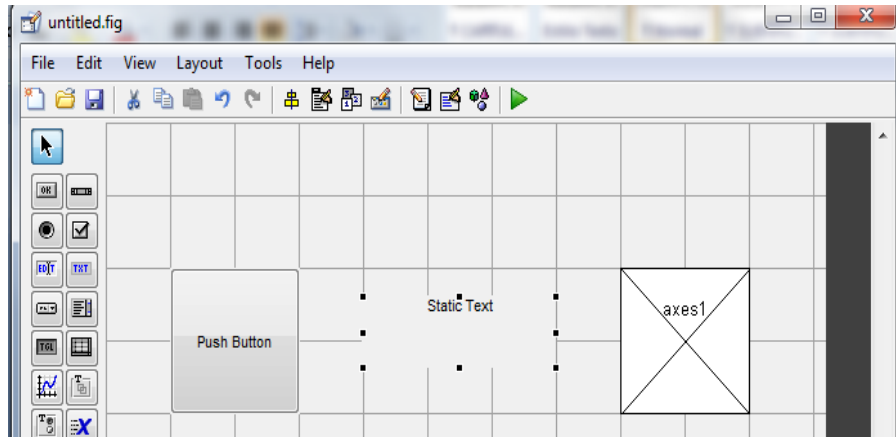 untitled.fig
File Edit View Layout Tools Help
OK
EDIT TXT
Static Text
axes1
Push Button
TGL